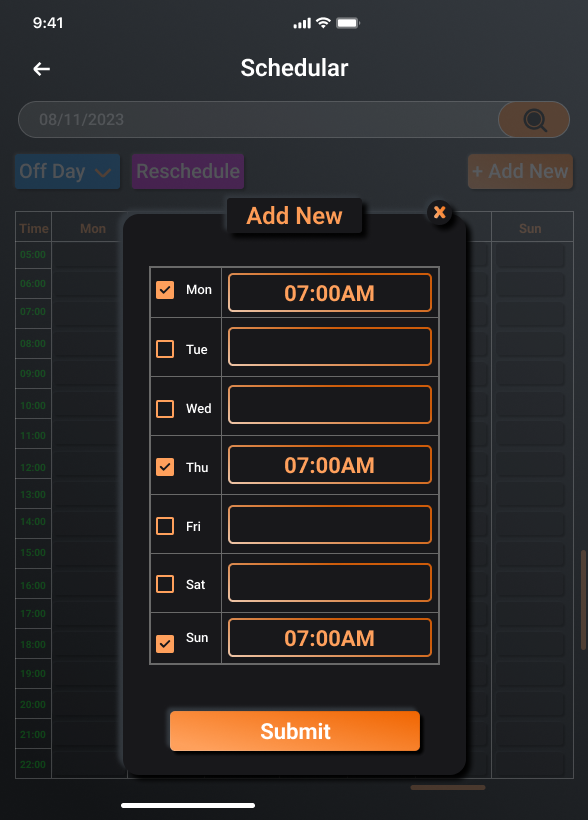 9:41
Schedular
08/11/2023
Off Day
Reschedule
+ Add New
Add New
Time Mon Sun
05:00
06:00
07:00
08:00
09:00
10:00
11:00
12:00
13:00
14:00
15:00
16:00
17:00
18:00
19:00
20:00
21:00
22:00
Mon 07:00AM
Tue
Wed
Thu 07:00AM
Fri
Sat
Sun 07:00AM
Submit